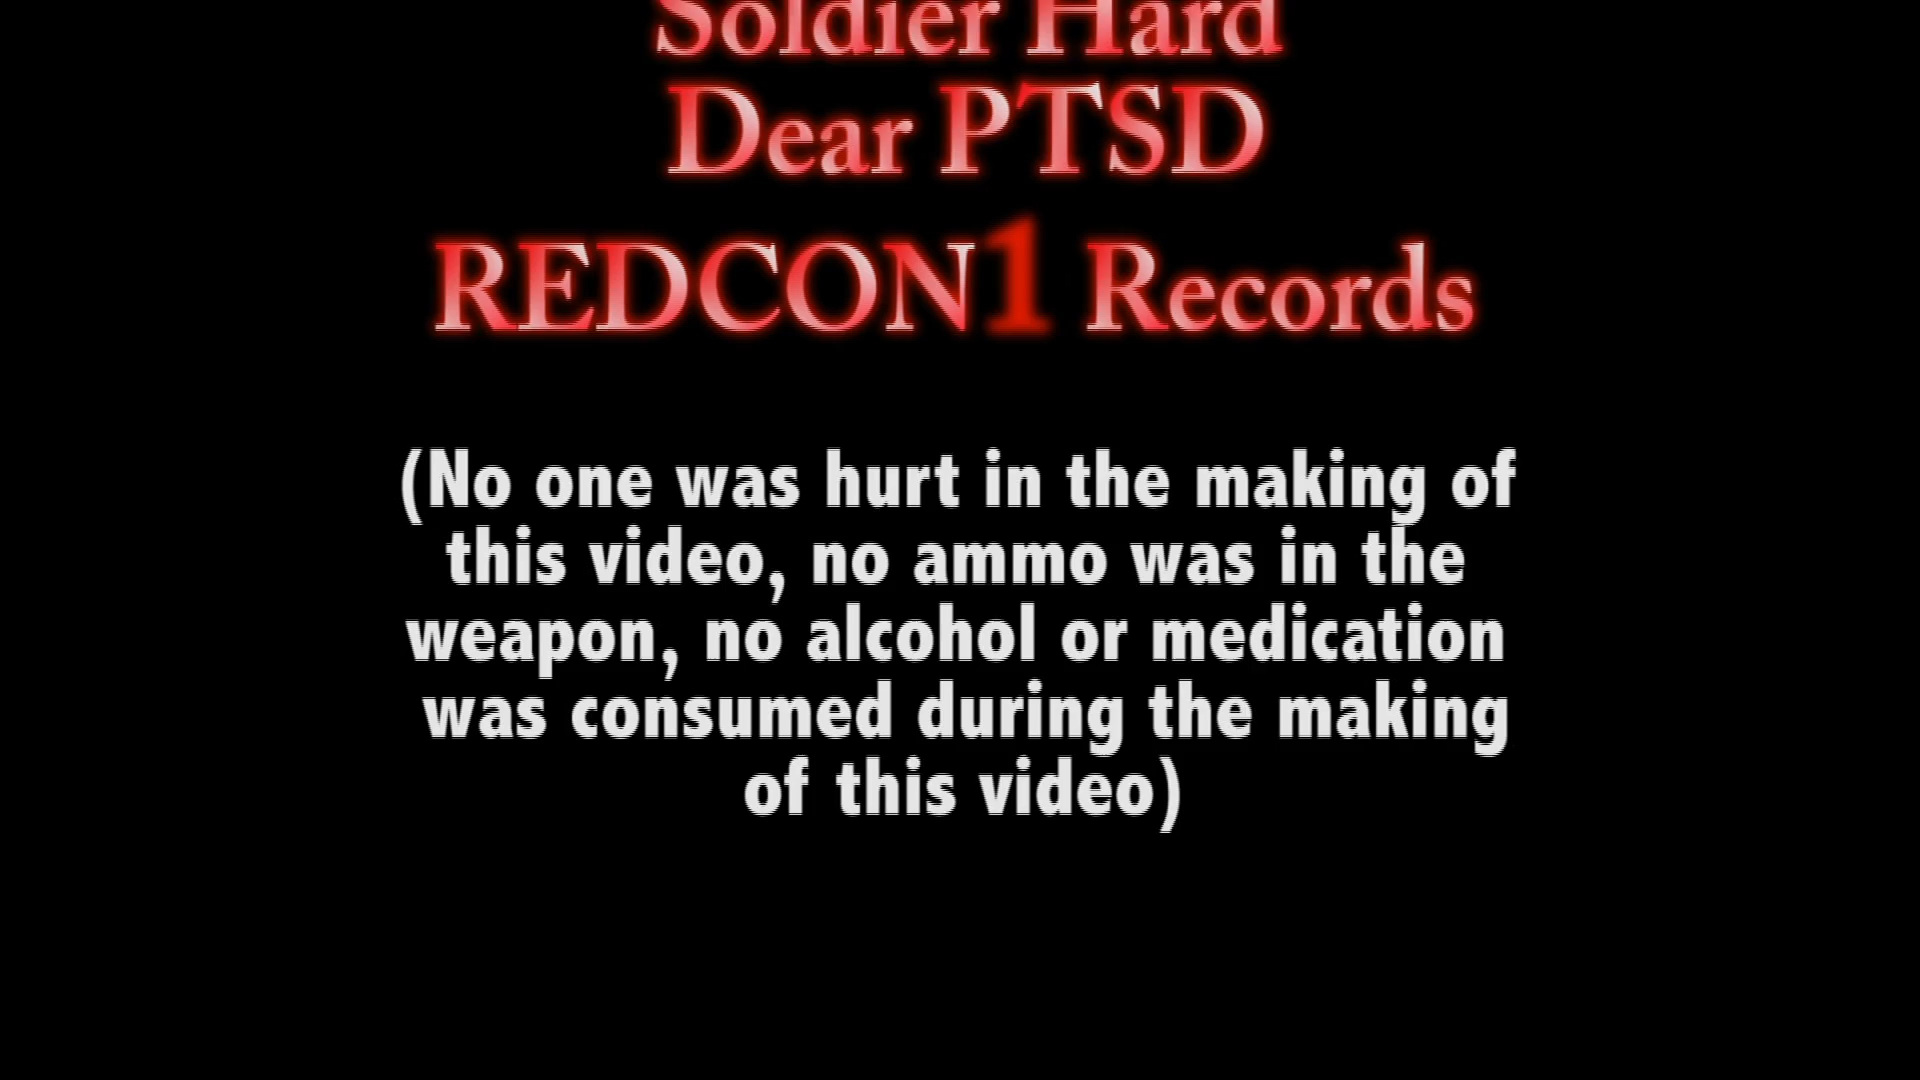 Soldier Hard
Dear PTSD
REDCON1 Records
(No one was hurt in the making of
this video, no ammo was in the
weapon, no alcohol or medication
was consumed during the making
of this video)